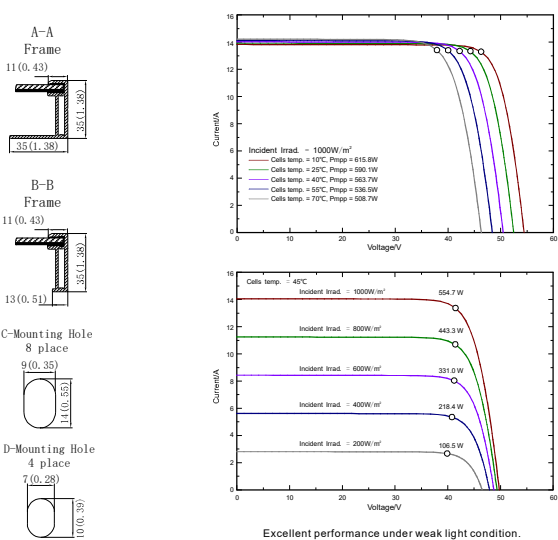 A-A
Frame
11(0.43)
35(1.38)
35(1.38)
B-B
Frame
11(0.43)
35(1.38)
13(0.51)
C-Mounting Hole
8 place
9(0.35)
14(0.55)
D-Mounting Hole
4 place
7(0.28)
10(0.39)
16
14
12
10
8
6
4
2
0
Current/A
Incident Irrad. = 1000W/m²
Cells temp. = 10℃, Pmpp = 615.8W
Cells temp. = 25℃, Pmpp = 590.1W
Cells temp. = 40℃, Pmpp = 563.7W
Cells temp. = 55℃, Pmpp = 536.5W
Cells temp. = 70℃, Pmpp = 508.7W
0 10 20 30 40 50 60
Voltage/V
16
14
12
10
8
6
4
2
0
Current/A
Cells temp. = 45℃
Incident Irrad. = 1000W/m² 554.7 W
Incident Irrad. = 800W/m² 443.3 W
Incident Irrad. = 600W/m² 331.0 W
Incident Irrad. = 400W/m² 218.4 W
Incident Irrad. = 200W/m² 106.5 W
0 10 20 30 40 50 60
Voltage/V
Excellent performance under weak light condition.